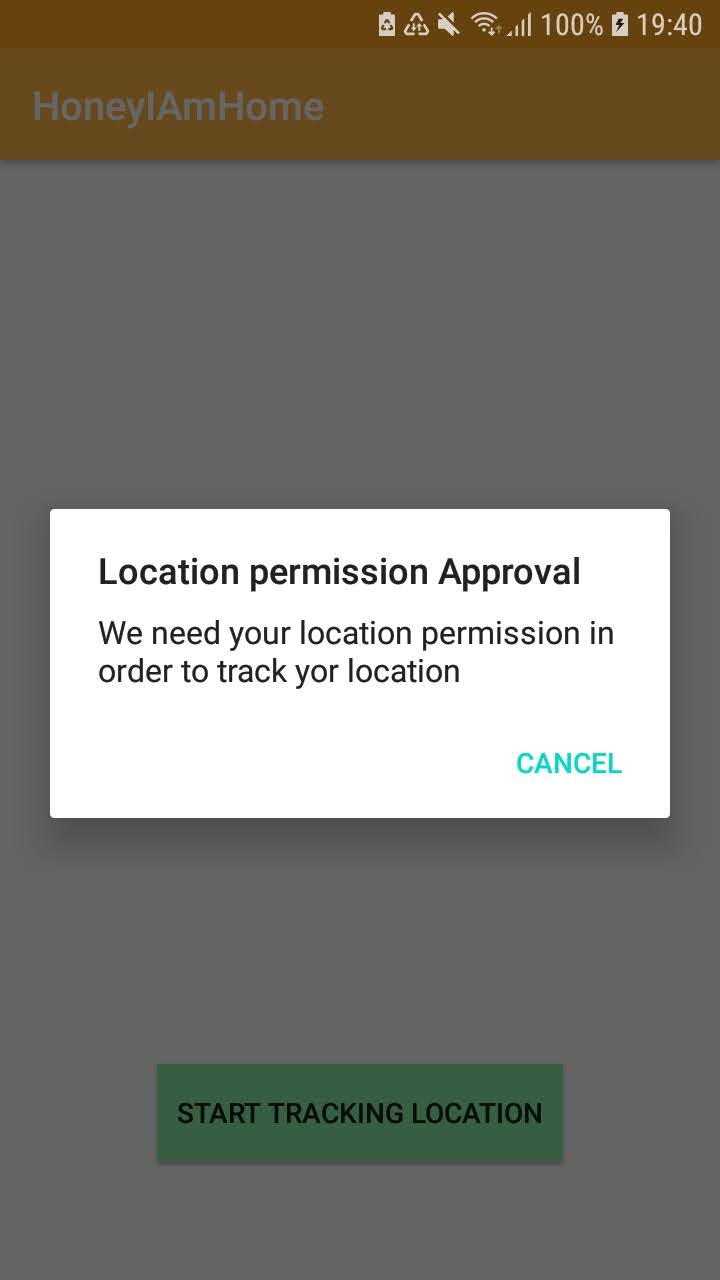 100% 19:40
HoneyIAmHome
Location permission Approval
We need your location permission in
order to track yor location
CANCEL
START TRACKING LOCATION